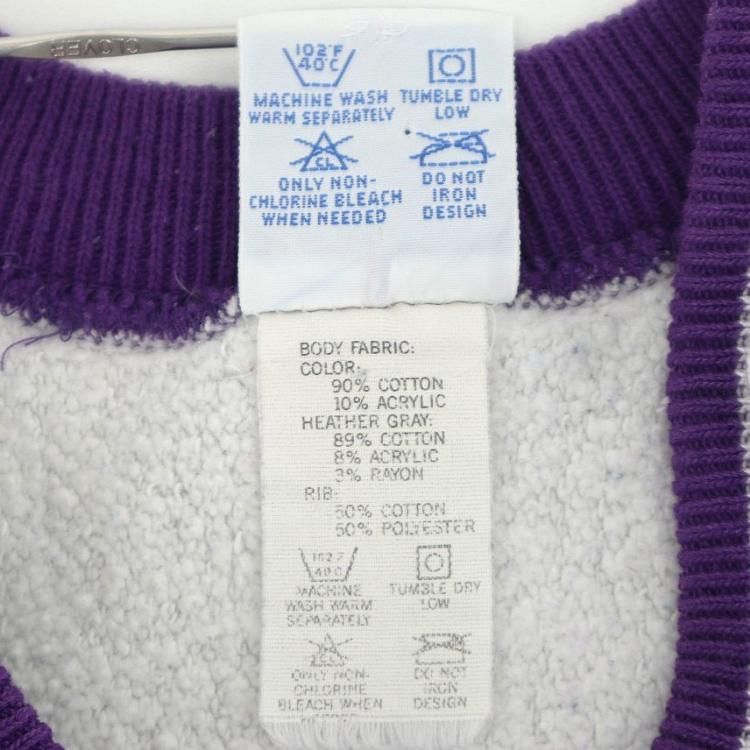 CLOVER
102°F
40°C
MACHINE WASH
WARM SEPARATELY
TUMBLE DRY
LOW
CL
ONLY NON-
CHLORINE BLEACH
WHEN NEEDED
DO NOT
IRON
DESIGN
BODY FABRIC:
COLOR:
90% COTTON
10% ACRYLIC
HEATHER GRAY:
89% COTTON
8% ACRYLIC
3% RAYON
RIB:
50% COTTON
50% POLYESTER
102 F
40 C
MACHINE
WASH WARM
SEPARATELY
TUMBLE DRY
LOW
CL
ONLY NON-
CHLORINE
BLEACH WHEN
NEEDED
DO NOT
IRON
DESIGN